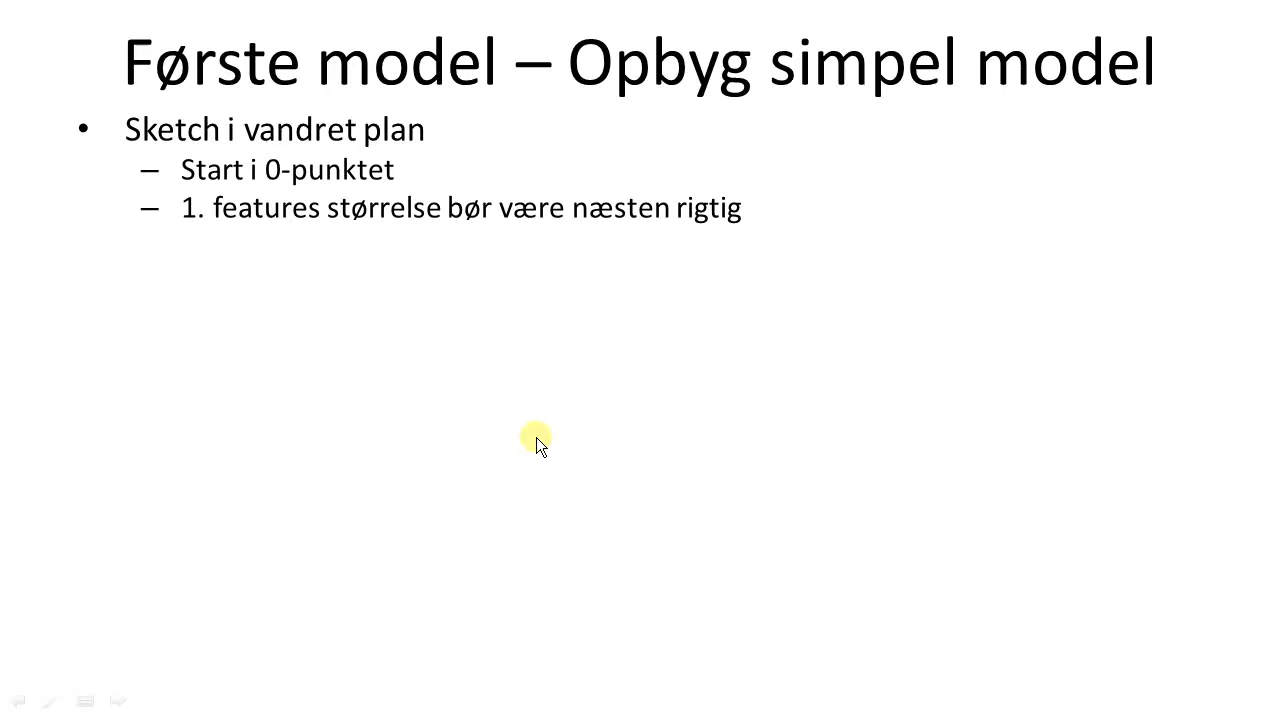 Første model – Opbyg simpel model
• Sketch i vandret plan
– Start i 0-punktet
– 1. features størrelse bør være næsten rigtig